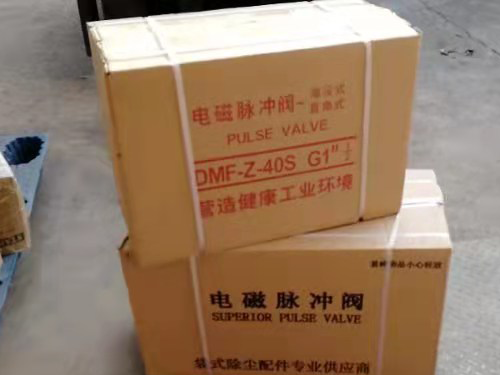 电磁脉冲阀-淹没式
直角式
PULSE VALVE
DMF-Z-40S G1"1/2
营造健康工业环境
电磁脉冲阀
SUPERIOR PULSE VALVE
袋式除尘配件专业供应商